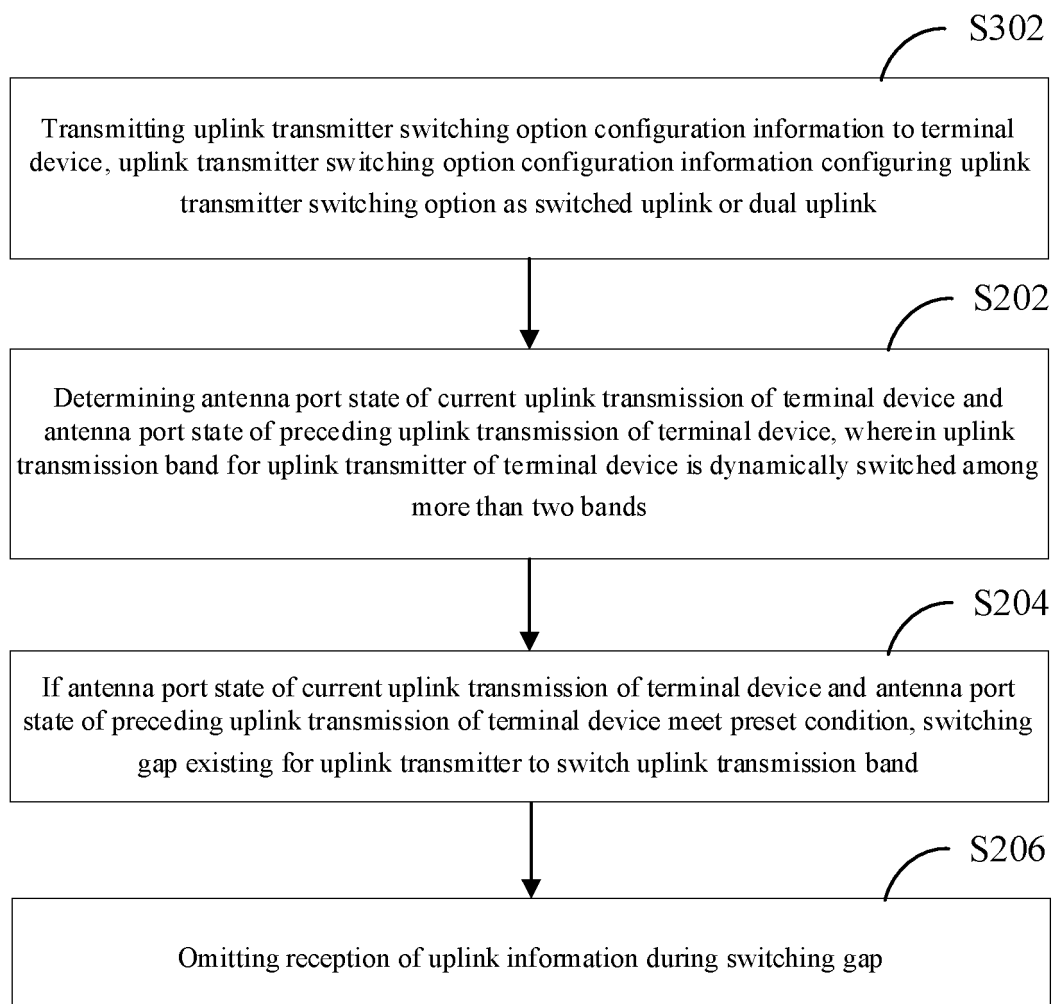 S302
Transmitting uplink transmitter switching option configuration information to terminal
device, uplink transmitter switching option configuration information configuring uplink
transmitter switching option as switched uplink or dual uplink
S202
Determining antenna port state of current uplink transmission of terminal device and
antenna port state of preceding uplink transmission of terminal device, wherein uplink
transmission band for uplink transmitter of terminal device is dynamically switched among
more than two bands
S204
If antenna port state of current uplink transmission of terminal device and antenna port
state of preceding uplink transmission of terminal device meet preset condition, switching
gap existing for uplink transmitter to switch uplink transmission band
S206
Omitting reception of uplink information during switching gap